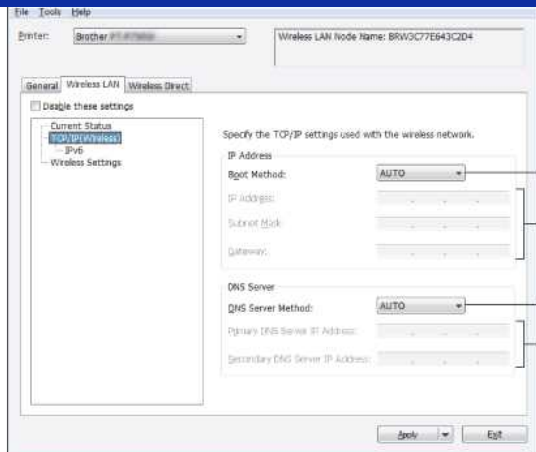 File Tools Help
Printer: Brother
Wireless LAN Node Name: BRW3C77E643C2D4
General Wireless LAN Wireless Direct
Disable these settings
Current Status
TCP/IP(Wireless)
IPv6
Wireless Settings
Specify the TCP/IP settings used with the wireless network.
IP Address
Boot Method: AUTO
IP Address:
Subnet Mask:
Gateway:
DNS Server
DNS Server Method: AUTO
Primary DNS Server IP Address:
Secondary DNS Server IP Address:
Apply Exit